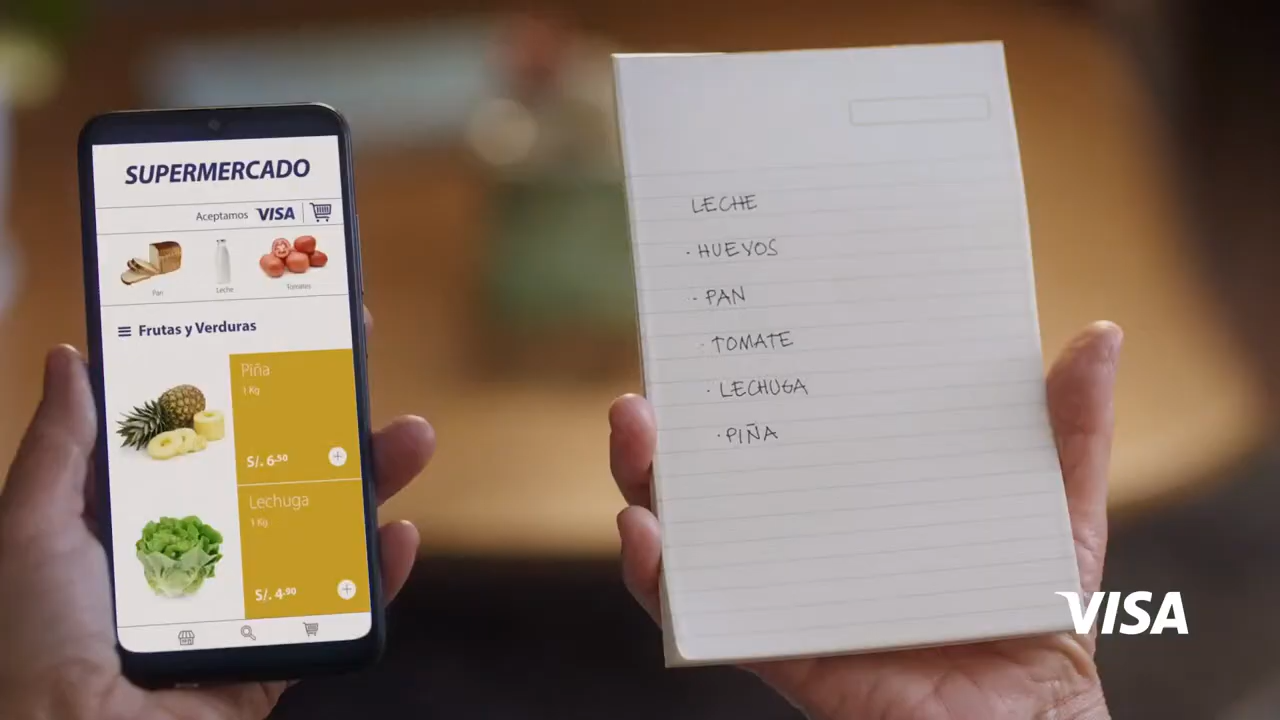 SUPERMERCADO
Aceptamos VISA
Pan
Leche
Tomates
Frutas y Verduras
Piña
1 Kg
S/. 6.50
Lechuga
1 Kg
S/. 4.90
LECHE
· HUEVOS
· PAN
· TOMATE
· LECHUGA
· PIÑA
VISA